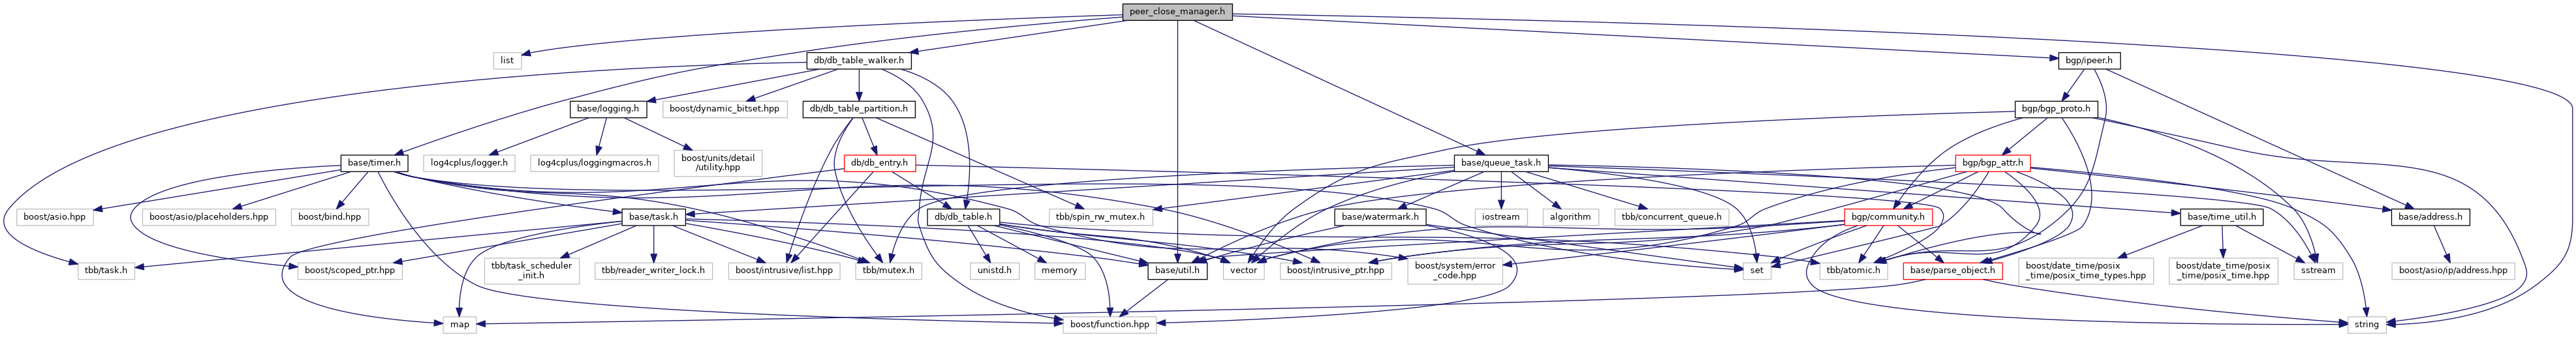 peer_close_manager.h
list
db/db_table_walker.h
bgp/ipeer.h
base/logging.h
boost/dynamic_bitset.hpp
db/db_table_partition.h
bgp/bgp_proto.h
base/timer.h
log4cplus/logger.h
log4cplus/loggingmacros.h
boost/units/detail
/utility.hpp
db/db_entry.h
base/queue_task.h
bgp/bgp_attr.h
boost/asio.hpp
boost/asio/placeholders.hpp
boost/bind.hpp
base/task.h
db/db_table.h
tbb/spin_rw_mutex.h
base/watermark.h
iostream
algorithm
tbb/concurrent_queue.h
bgp/community.h
base/time_util.h
base/address.h
tbb/task.h
boost/scoped_ptr.hpp
tbb/task_scheduler
_init.h
tbb/reader_writer_lock.h
boost/intrusive/list.hpp
tbb/mutex.h
unistd.h
memory
base/util.h
vector
boost/intrusive_ptr.hpp
boost/system/error
_code.hpp
set
tbb/atomic.h
base/parse_object.h
boost/date_time/posix
_time/posix_time_types.hpp
boost/date_time/posix
_time/posix_time.hpp
sstream
boost/asio/ip/address.hpp
map
boost/function.hpp
string